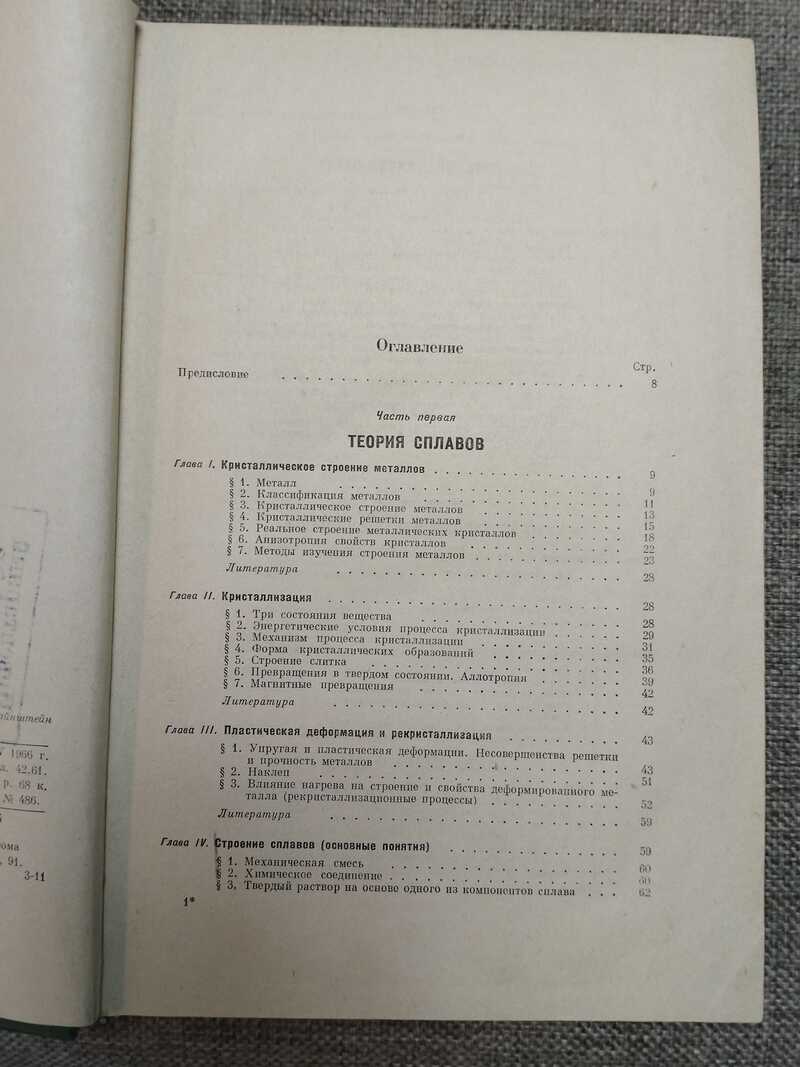 йнштейн
1966 г.
42.61.
Р. 68 к.
№ 486.
91.
3-11
Оглавление
Стр.
Предисловие . . . 8
Часть первая
ТЕОРИЯ СПЛАВОВ
Глава I. Кристаллическое строение металлов . . . 9
§ 1. Металл . . . 9
§ 2. Классификация металлов . . . 11
§ 3. Кристаллическое строение металлов . . . 13
§ 4. Кристаллические решетки металлов . . . 15
§ 5. Реальное строение металлических кристаллов . . . 18
§ 6. Анизотропия свойств кристаллов . . . 22
§ 7. Методы изучения строения металлов . . . 23
Литература . . . 28
Глава II. Кристаллизация . . . 28
§ 1. Три состояния вещества . . . 28
§ 2. Энергетические условия процесса кристаллизации . . . 29
§ 3. Механизм процесса кристаллизации . . . 31
§ 4. Форма кристаллических образований . . . 35
§ 5. Строение слитка . . . 36
§ 6. Превращения в твердом состоянии. Аллотропия . . . 39
§ 7. Магнитные превращения . . . 42
Литература . . . 42
Глава III. Пластическая деформация и рекристаллизация . . . 43
§ 1. Упругая и пластическая деформации. Несовершенства решетки
и прочность металлов . . . 43
§ 2. Наклеп . . . 51
§ 3. Влияние нагрева на строение и свойства деформированного ме-
талла (рекристаллизационные процессы) . . . 52
Литература . . . 59
Глава IV. Строение сплавов (основные понятия) . . . 59
§ 1. Механическая смесь . . . 60
§ 2. Химическое соединение . . . 60
§ 3. Твердый раствор на основе одного из компонентов сплава . . . 62
1*